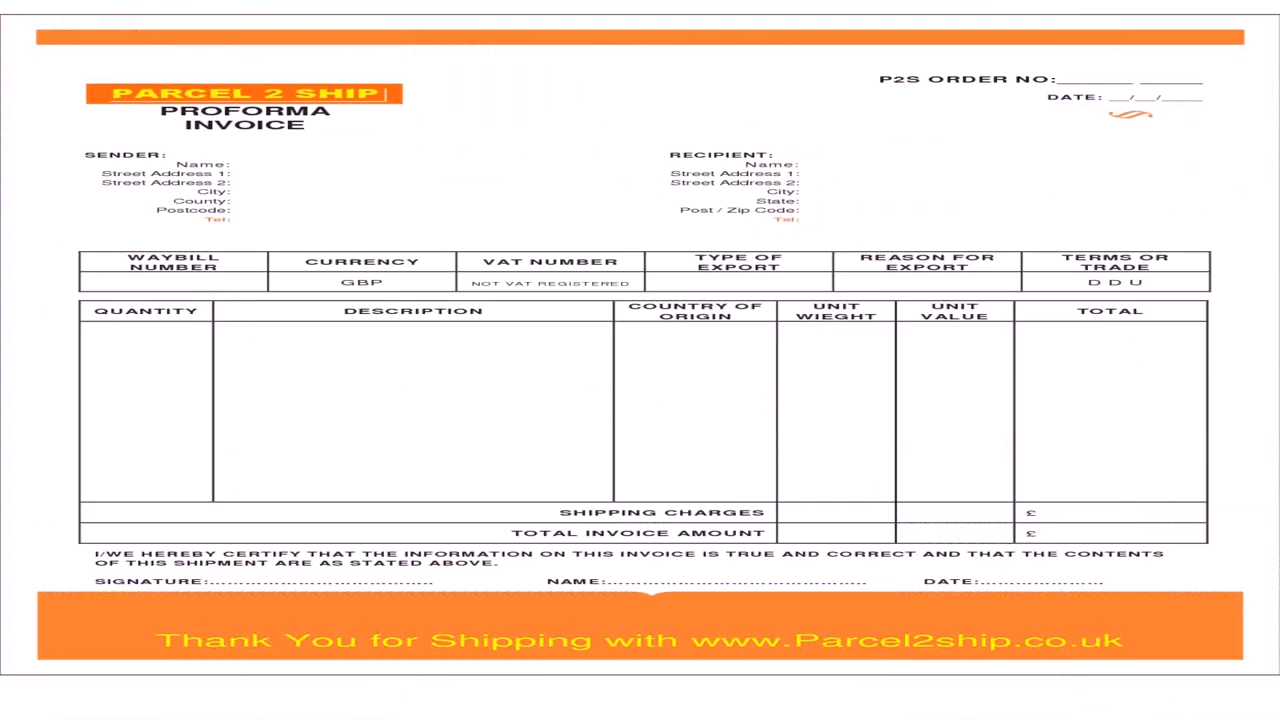 PARCEL 2 SHIP
PROFORMA
INVOICE
P2S ORDER NO:_______ ______
DATE: __/__/____
SENDER:
Name:
Street Address 1:
Street Address 2:
City:
County:
Postcode:
Tel:
RECIPIENT:
Name:
Street Address 1:
Street Address 2:
City:
State:
Post / Zip Code:
Tel:
WAYBILL NUMBER CURRENCY VAT NUMBER TYPE OF EXPORT REASON FOR EXPORT TERMS OR TRADE
GBP NOT VAT REGISTERED D D U
QUANTITY DESCRIPTION COUNTRY OF ORIGIN UNIT WIEGHT UNIT VALUE TOTAL
SHIPPING CHARGES £
TOTAL INVOICE AMOUNT £
I/WE HEREBY CERTIFY THAT THE INFORMATION ON THIS INVOICE IS TRUE AND CORRECT AND THAT THE CONTENTS
OF THIS SHIPMENT ARE AS STATED ABOVE.
SIGNATURE:.................................. NAME:....................................... DATE:...................
Thank You for Shipping with www.Parcel2ship.co.uk